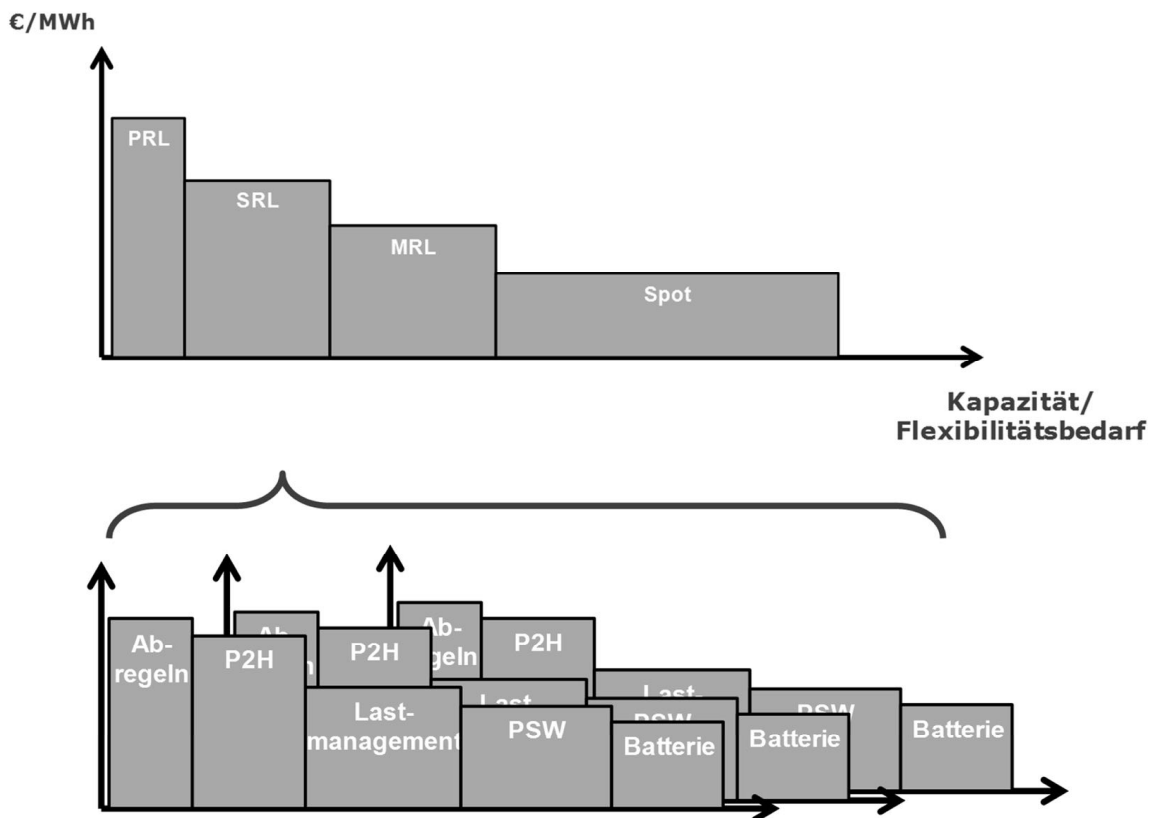 €/MWh
PRL
SRL
MRL
Spot
Kapazität/
Flexibilitätsbedarf
Ab-
regeln
P2H
Last-
management
PSW
Batterie
P2H
Batterie
Ab-
P2H
Last-
PSW
Batterie